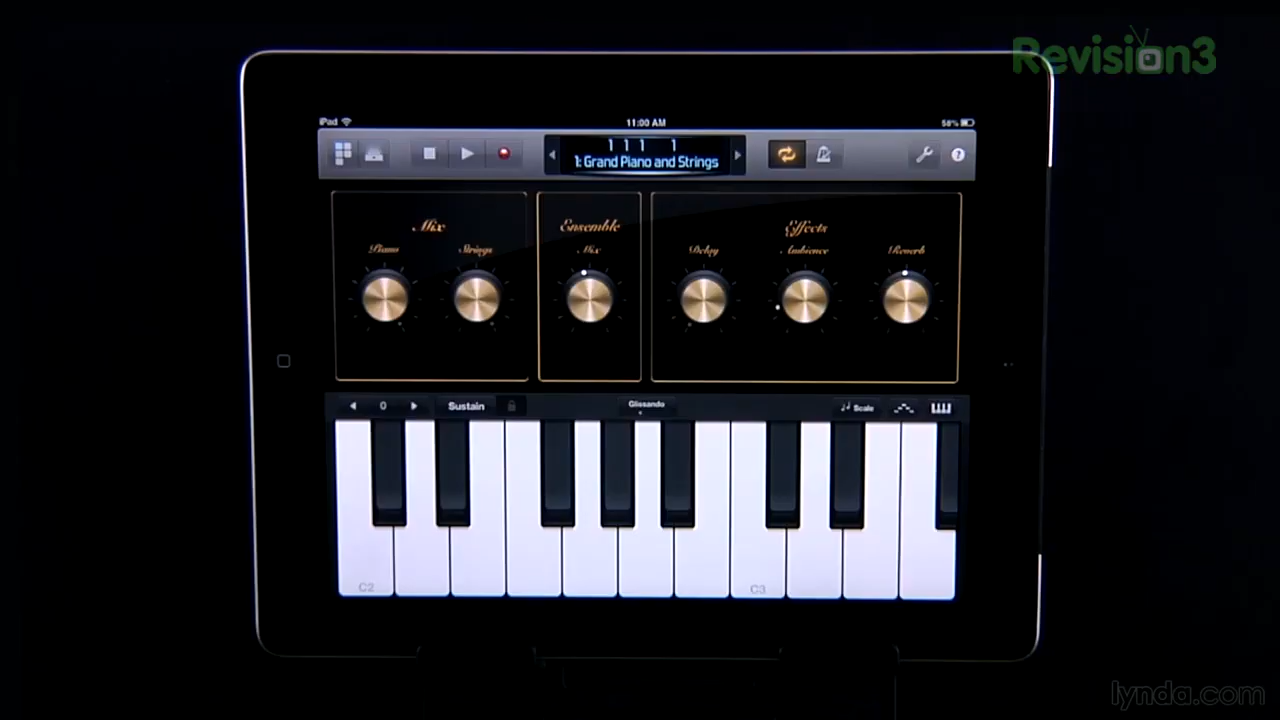 Revision3
iPad 11:00 AM 58%
1 1 1 1
1: Grand Piano and Strings
Mix Ensemble Effects
Piano Strings Mix Delay Ambience Reverb
0 Sustain Glissando Scale
C2 C3
lynda.com